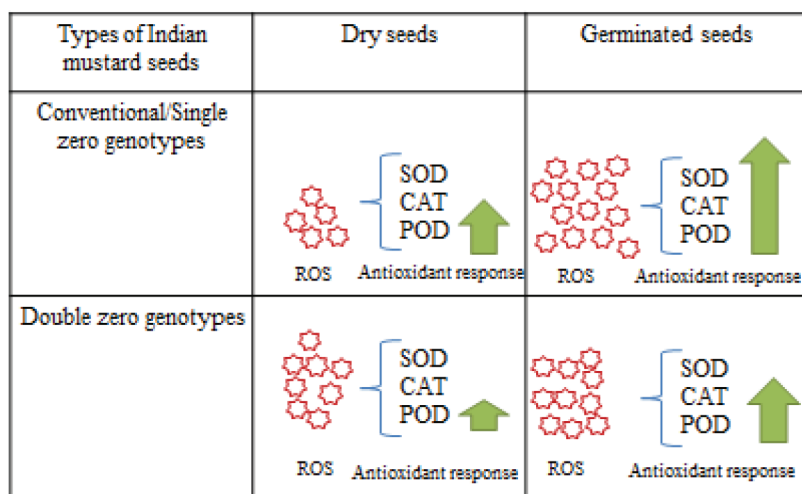 Types of Indian
mustard seeds
Dry seeds
Germinated seeds
Conventional/Single
zero genotypes
SOD
CAT
POD
ROS
Antioxidant response
SOD
CAT
POD
ROS
Antioxidant response
Double zero genotypes
SOD
CAT
POD
ROS
Antioxidant response
SOD
CAT
POD
ROS
Antioxidant response